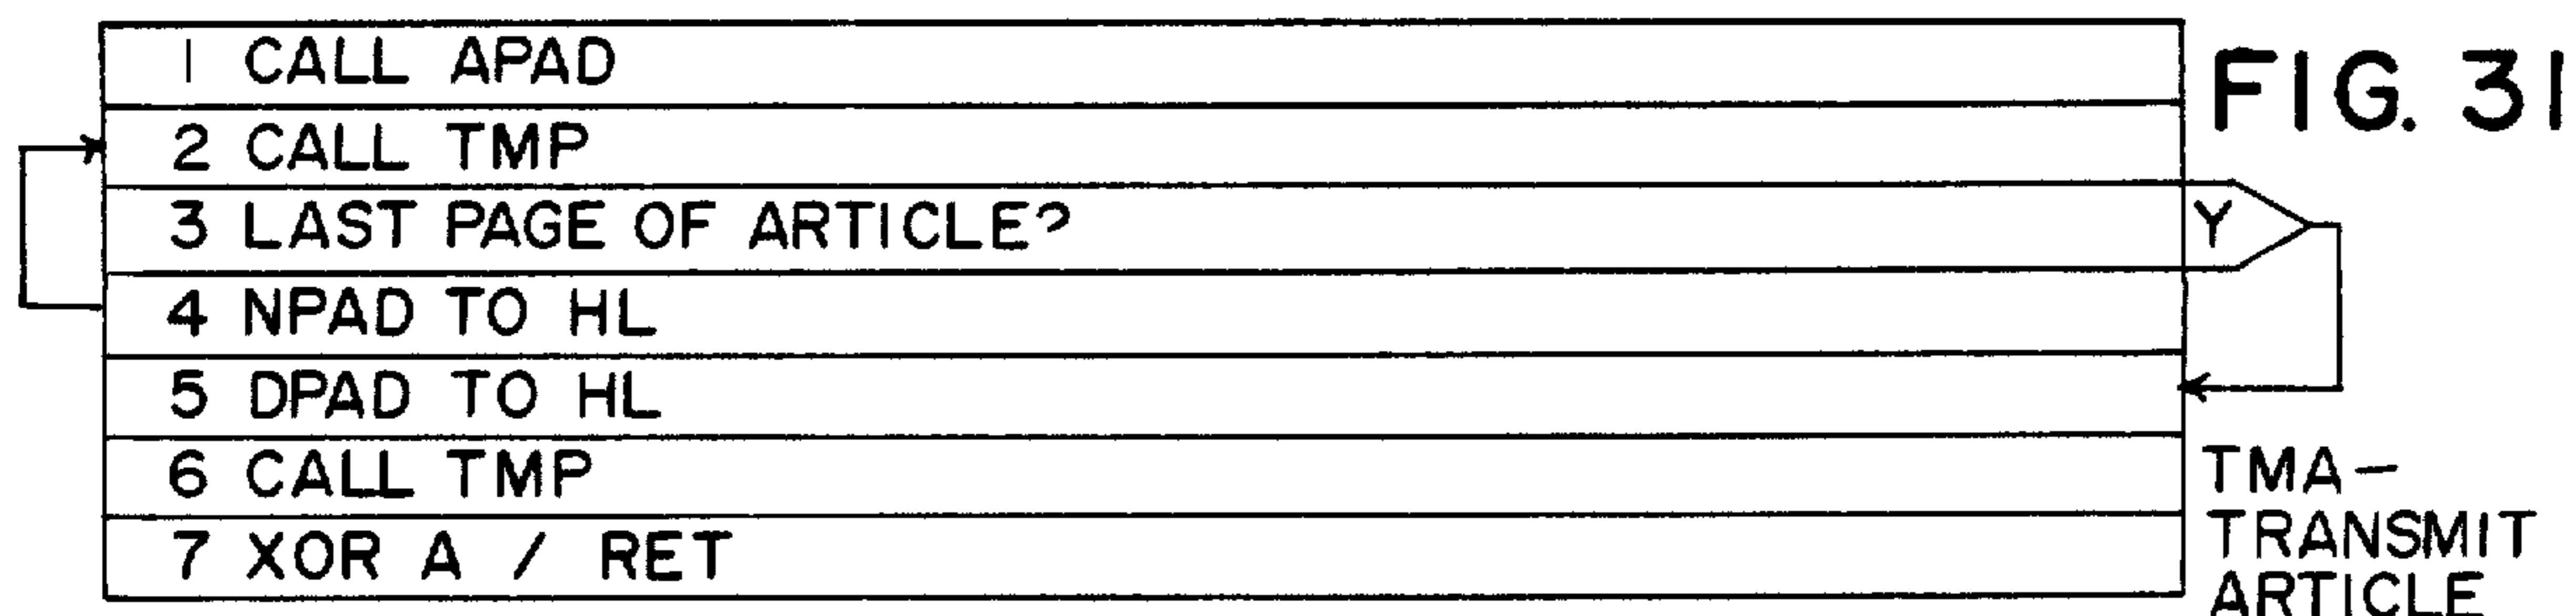 1 CALL APAD
2 CALL TMP
3 LAST PAGE OF ARTICLE? Y
4 NPAD TO HL
5 DPAD TO HL
6 CALL TMP
7 XOR A / RET
FIG. 31
TMA-
TRANSMIT
ARTICLE